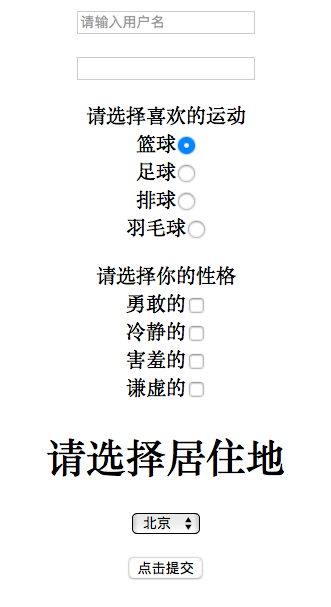 请输入用户名
请选择喜欢的运动
篮球
足球
排球
羽毛球
请选择你的性格
勇敢的
冷静的
害羞的
谦虚的
请选择居住地
北京
点击提交